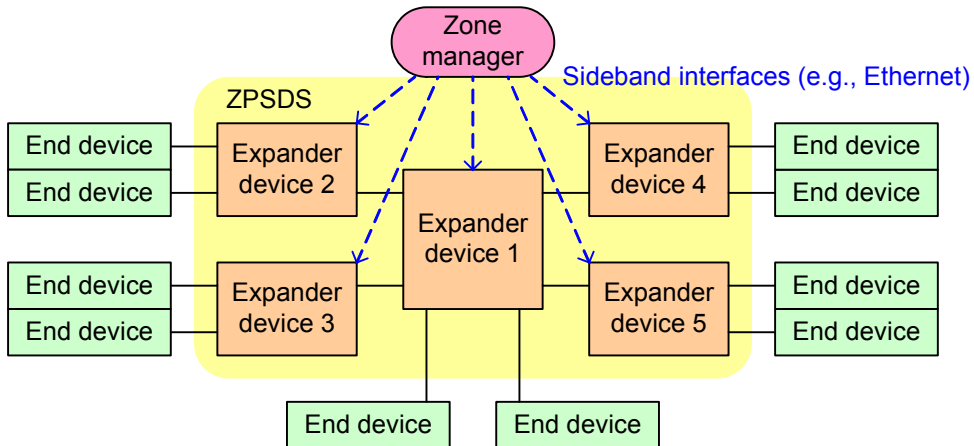 Zone
manager
Sideband interfaces (e.g., Ethernet)
ZPSDS
End device
End device
Expander
device 2
Expander
device 4
End device
End device
Expander
device 1
End device
End device
Expander
device 3
Expander
device 5
End device
End device
End device
End device